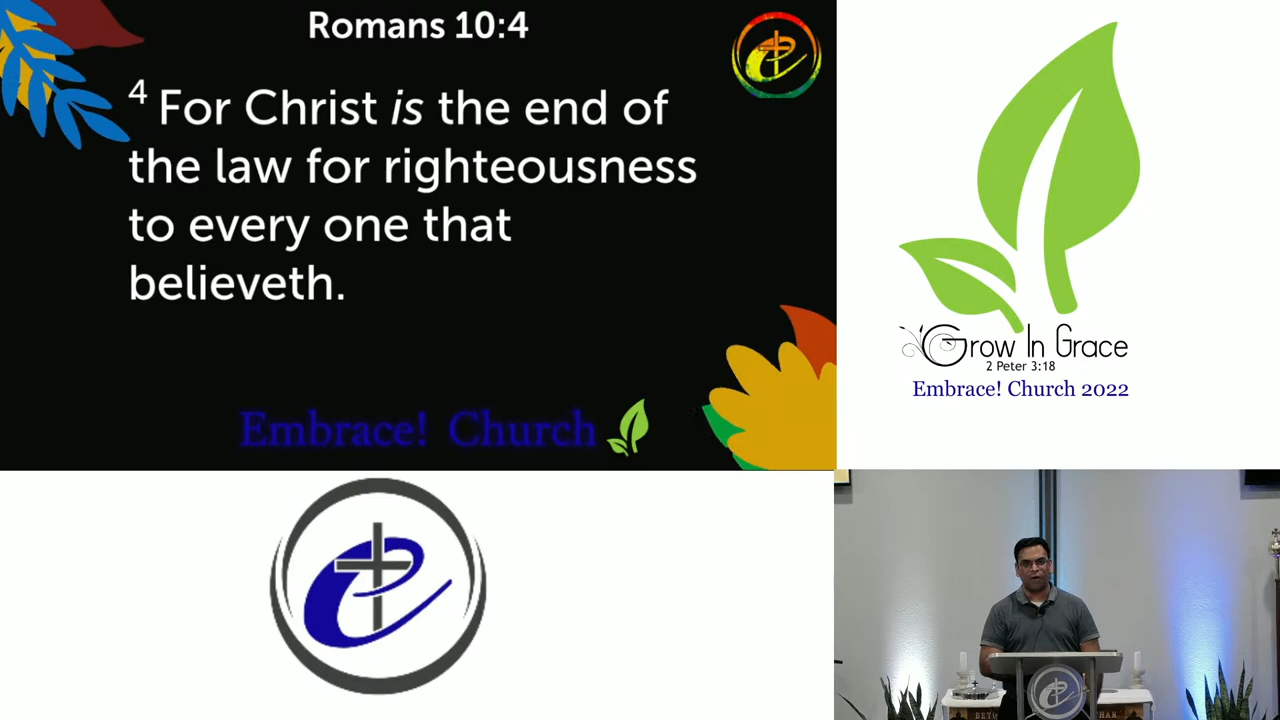 Romans 10:4
4 For Christ is the end of
the law for righteousness
to every one that
believeth.
Embrace! Church
Grow In Grace
2 Peter 3:18
Embrace! Church 2022